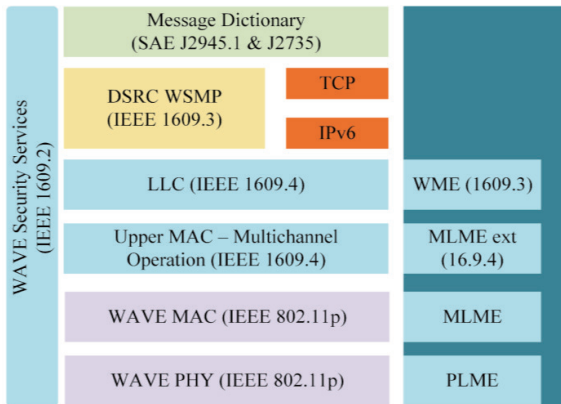 WAVE Security Services
(IEEE 1609.2)
Message Dictionary
(SAE J2945.1 & J2735)
DSRC WSMP
(IEEE 1609.3)
TCP
IPv6
LLC (IEEE 1609.4)
WME (1609.3)
Upper MAC – Multichannel
Operation (IEEE 1609.4)
MLME ext
(16.9.4)
WAVE MAC (IEEE 802.11p)
MLME
WAVE PHY (IEEE 802.11p)
PLME